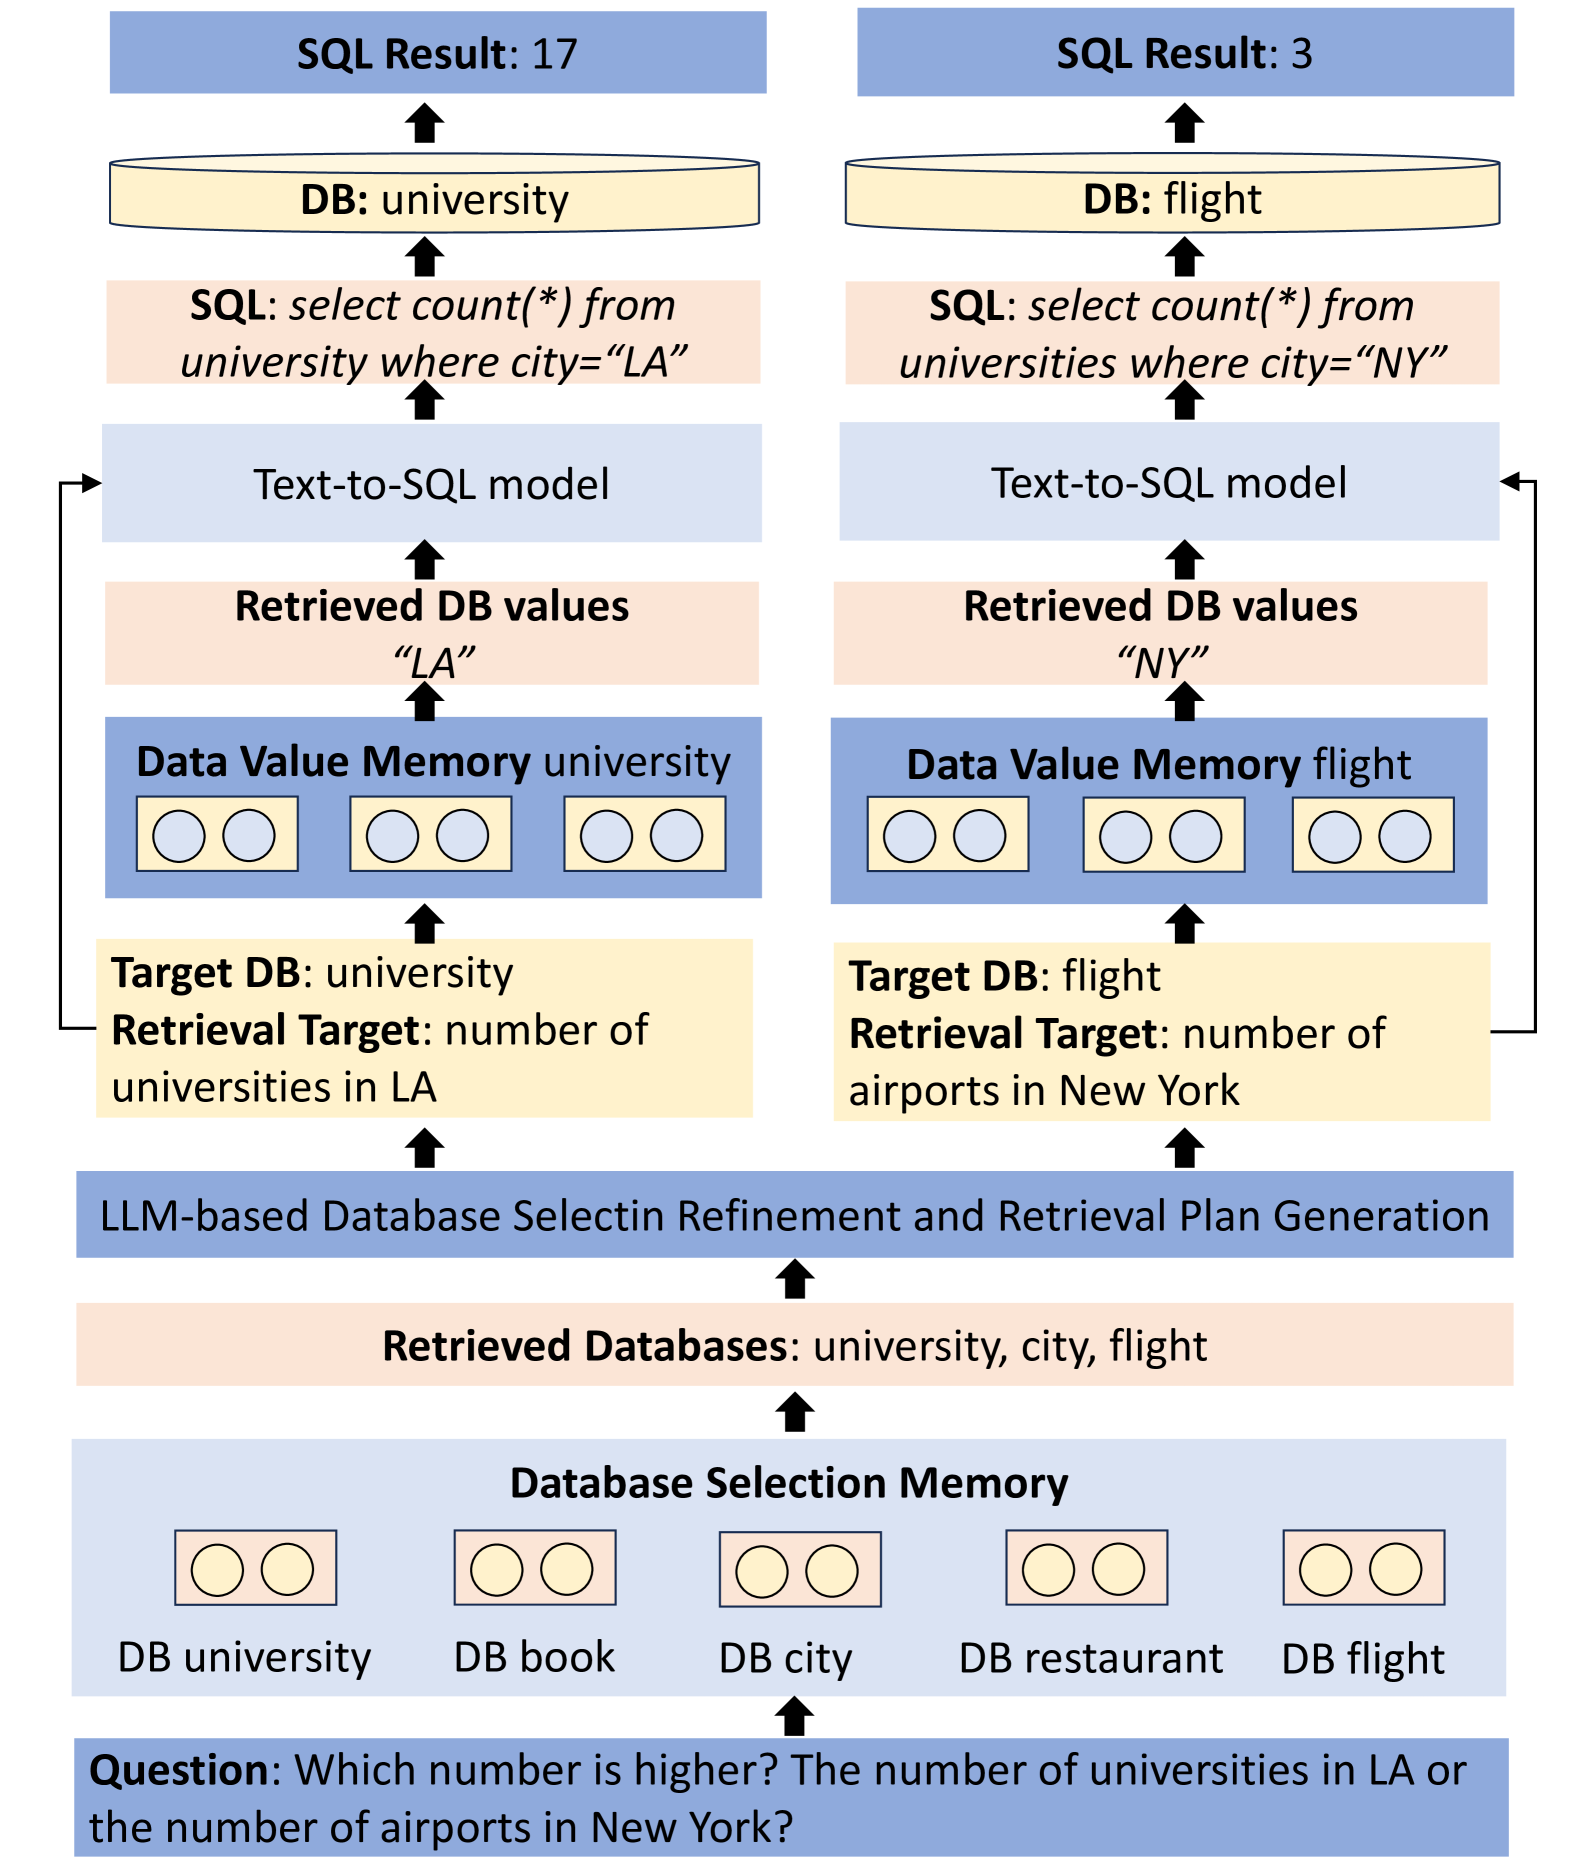 SQL Result: 17
SQL Result: 3
DB: university
DB: flight
SQL: select count(*) from
university where city=“LA”
SQL: select count(*) from
universities where city=“NY”
Text-to-SQL model
Text-to-SQL model
Retrieved DB values
“LA”
Retrieved DB values
“NY”
Data Value Memory university
Data Value Memory flight
Target DB: university
Retrieval Target: number of
universities in LA
Target DB: flight
Retrieval Target: number of
airports in New York
LLM-based Database Selectin Refinement and Retrieval Plan Generation
Retrieved Databases: university, city, flight
Database Selection Memory
DB university
DB book
DB city
DB restaurant
DB flight
Question: Which number is higher? The number of universities in LA or
the number of airports in New York?